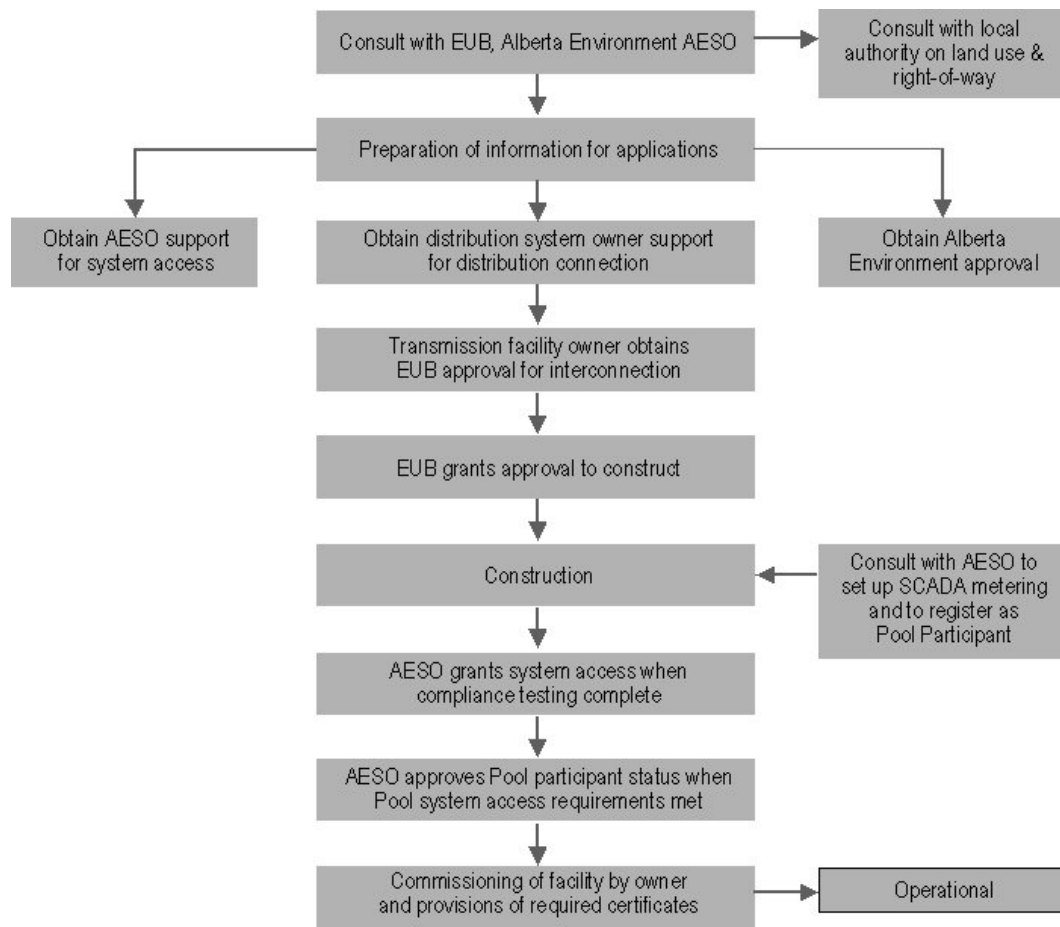 Consult with EUB, Alberta Environment AESO
Consult with local
authority on land use &
right-of-way
Preparation of information for applications
Obtain AESO support
for system access
Obtain distribution system owner support
for distribution connection
Obtain Alberta
Environment approval
Transmission facility owner obtains
EUB approval for interconnection
EUB grants approval to construct
Construction
Consult with AESO to
set up SCADA metering
and to register as
Pool Participant
AESO grants system access when
compliance testing complete
AESO approves Pool participant status when
Pool system access requirements met
Commissioning of facility by owner
and provisions of required certificates
Operational